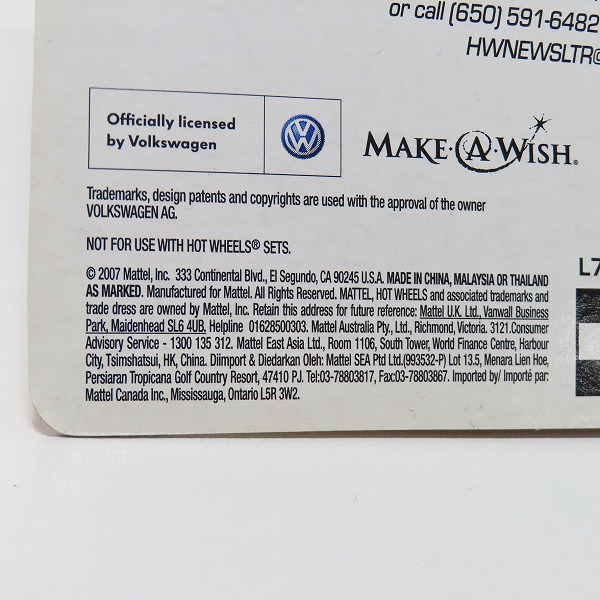 or call (650) 591-6482
HWNEWSLTR@
Officially licensed
by Volkswagen
MAKE·A·WISH®
Trademarks, design patents and copyrights are used with the approval of the owner
VOLKSWAGEN AG.
NOT FOR USE WITH HOT WHEELS® SETS.
L7
© 2007 Mattel, Inc. 333 Continental Blvd., El Segundo, CA 90245 U.S.A. MADE IN CHINA, MALAYSIA OR THAILAND
AS MARKED. Manufactured for Mattel. All Rights Reserved. MATTEL, HOT WHEELS and associated trademarks and
trade dress are owned by Mattel, Inc. Retain this address for future reference: Mattel U.K. Ltd., Vanwall Business
Park, Maidenhead SL6 4UB. Helpline 01628500303. Mattel Australia Pty., Ltd., Richmond, Victoria. 3121.Consumer
Advisory Service - 1300 135 312. Mattel East Asia Ltd., Room 1106, South Tower, World Finance Centre, Harbour
City, Tsimshatsui, HK, China. Diimport & Diedarkan Oleh: Mattel SEA Ptd Ltd.(993532-P) Lot 13.5, Menara Lien Hoe,
Persiaran Tropicana Golf Country Resort, 47410 PJ. Tel:03-78803817, Fax:03-78803867. Imported by/ Importé par:
Mattel Canada Inc., Mississauga, Ontario L5R 3W2.